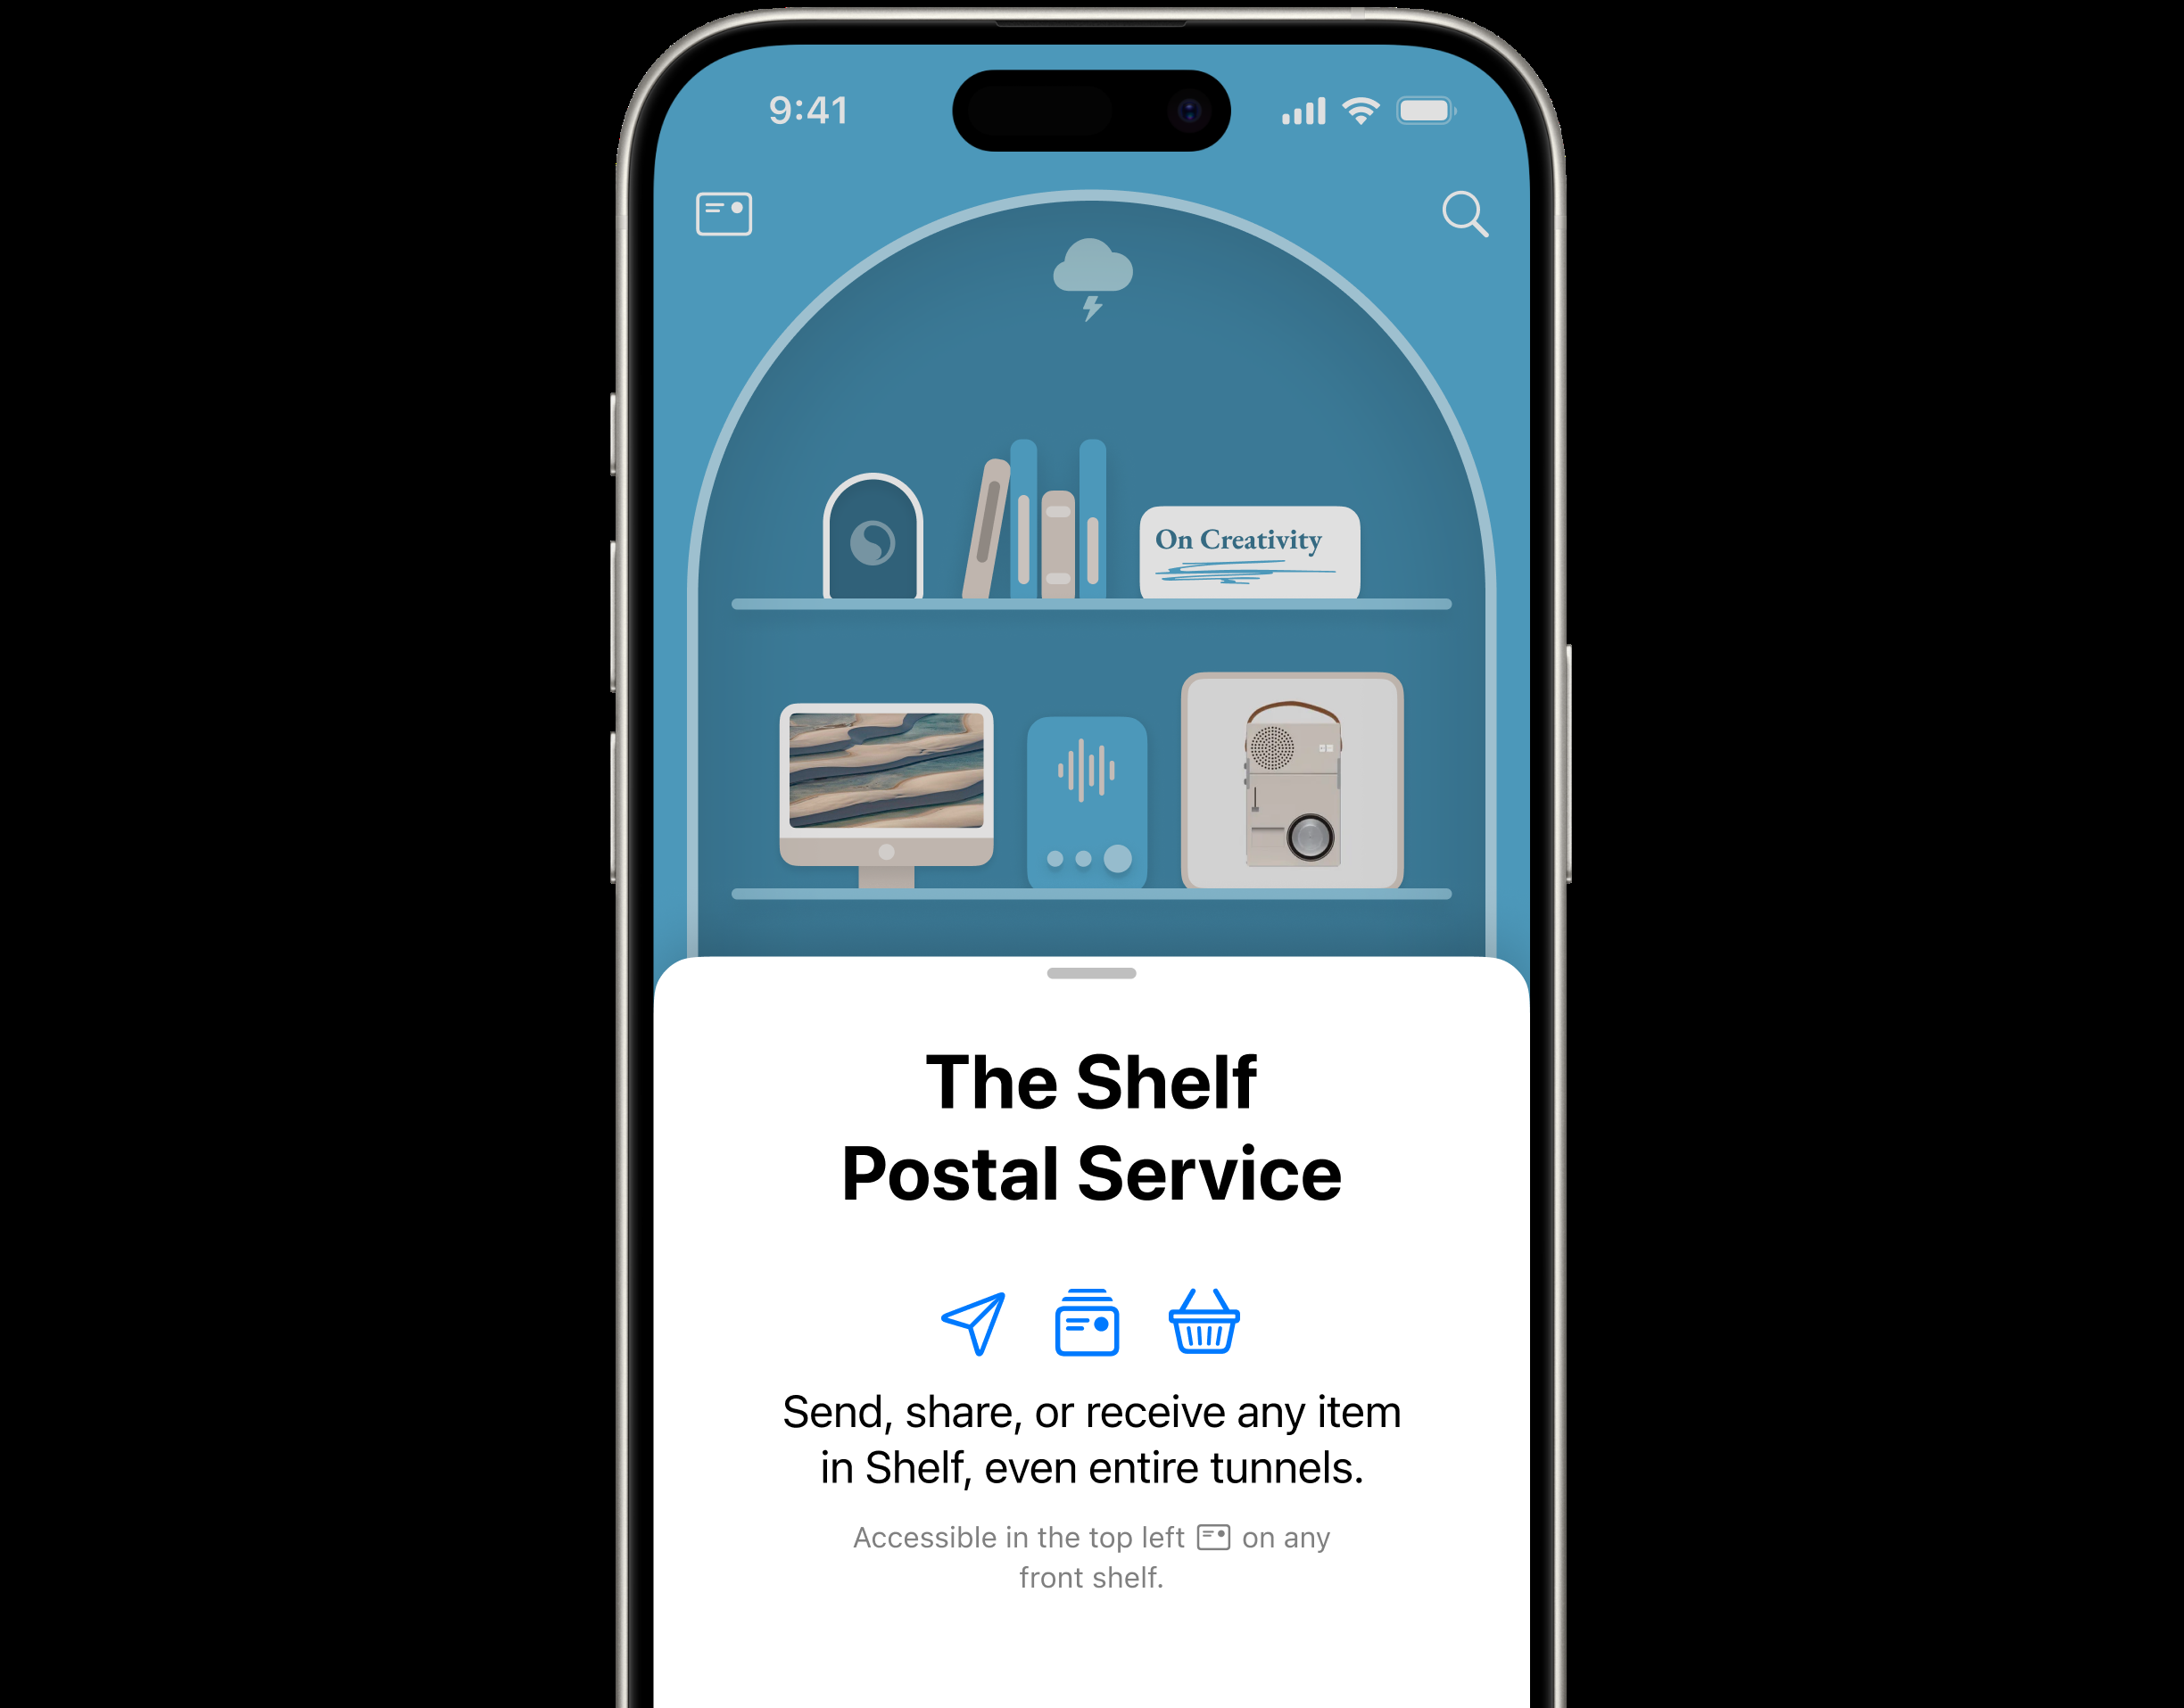 9:41
On Creativity
The Shelf
Postal Service
Send, share, or receive any item
in Shelf, even entire tunnels.
Accessible in the top left on any
front shelf.